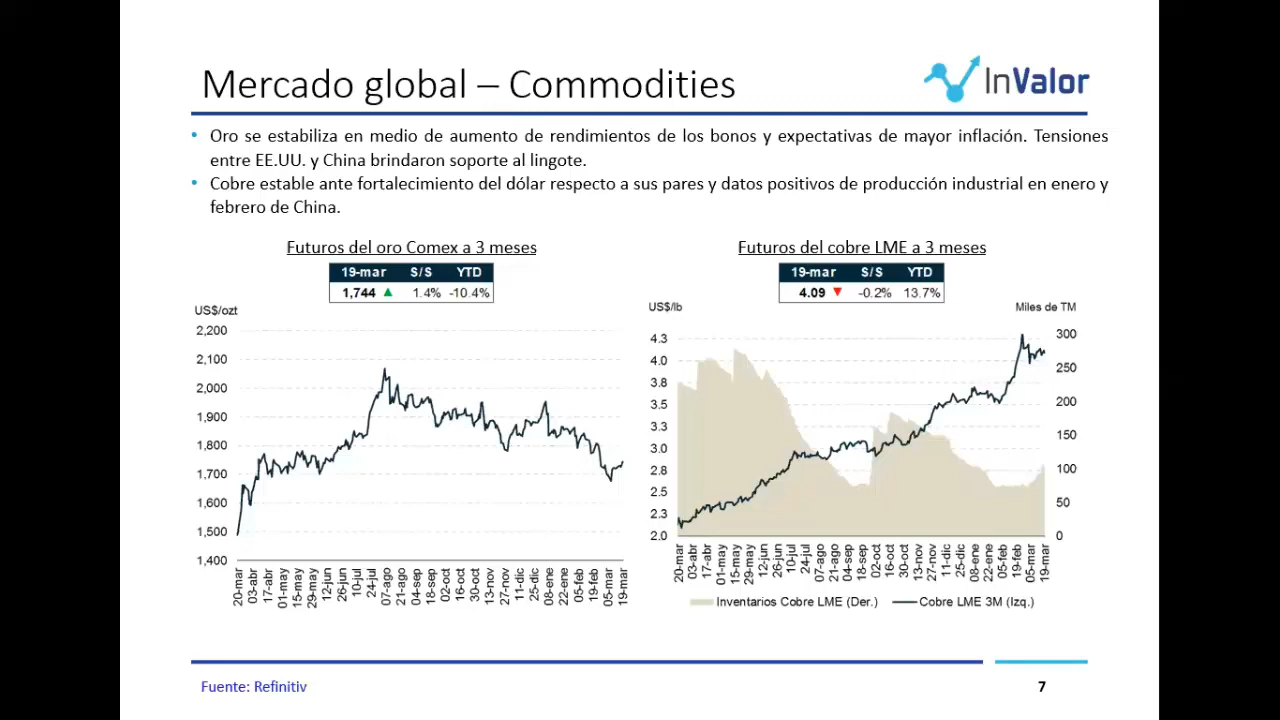 Mercado global – Commodities
InValor
• Oro se estabiliza en medio de aumento de rendimientos de los bonos y expectativas de mayor inflación. Tensiones
entre EE.UU. y China brindaron soporte al lingote.
• Cobre estable ante fortalecimiento del dólar respecto a sus pares y datos positivos de producción industrial en enero y
febrero de China.
Futuros del oro Comex a 3 meses
19-mar S/S YTD
1,744 ▲ 1.4% -10.4%
US$/ozt
2,200
2,100
2,000
1,900
1,800
1,700
1,600
1,500
1,400
20-mar 03-abr 17-abr 01-may 15-may 29-may 12-jun 26-jun 10-jul 24-jul 07-ago 21-ago 04-sep 18-sep 02-oct 16-oct 30-oct 13-nov 27-nov 11-dic 25-dic 08-ene 22-ene 05-feb 19-feb 05-mar 19-mar
Futuros del cobre LME a 3 meses
19-mar S/S YTD
4.09 ▼ -0.2% 13.7%
US$/lb
Miles de TM
4.3
4.0
3.8
3.5
3.3
3.0
2.8
2.5
2.3
2.0
300
250
200
150
100
50
0
20-mar 03-abr 17-abr 01-may 15-may 29-may 12-jun 26-jun 10-jul 24-jul 07-ago 21-ago 04-sep 18-sep 02-oct 16-oct 30-oct 13-nov 27-nov 11-dic 25-dic 08-ene 22-ene 05-feb 19-feb 05-mar 19-mar
Inventarios Cobre LME (Der.) Cobre LME 3M (Izq.)
Fuente: Refinitiv
7